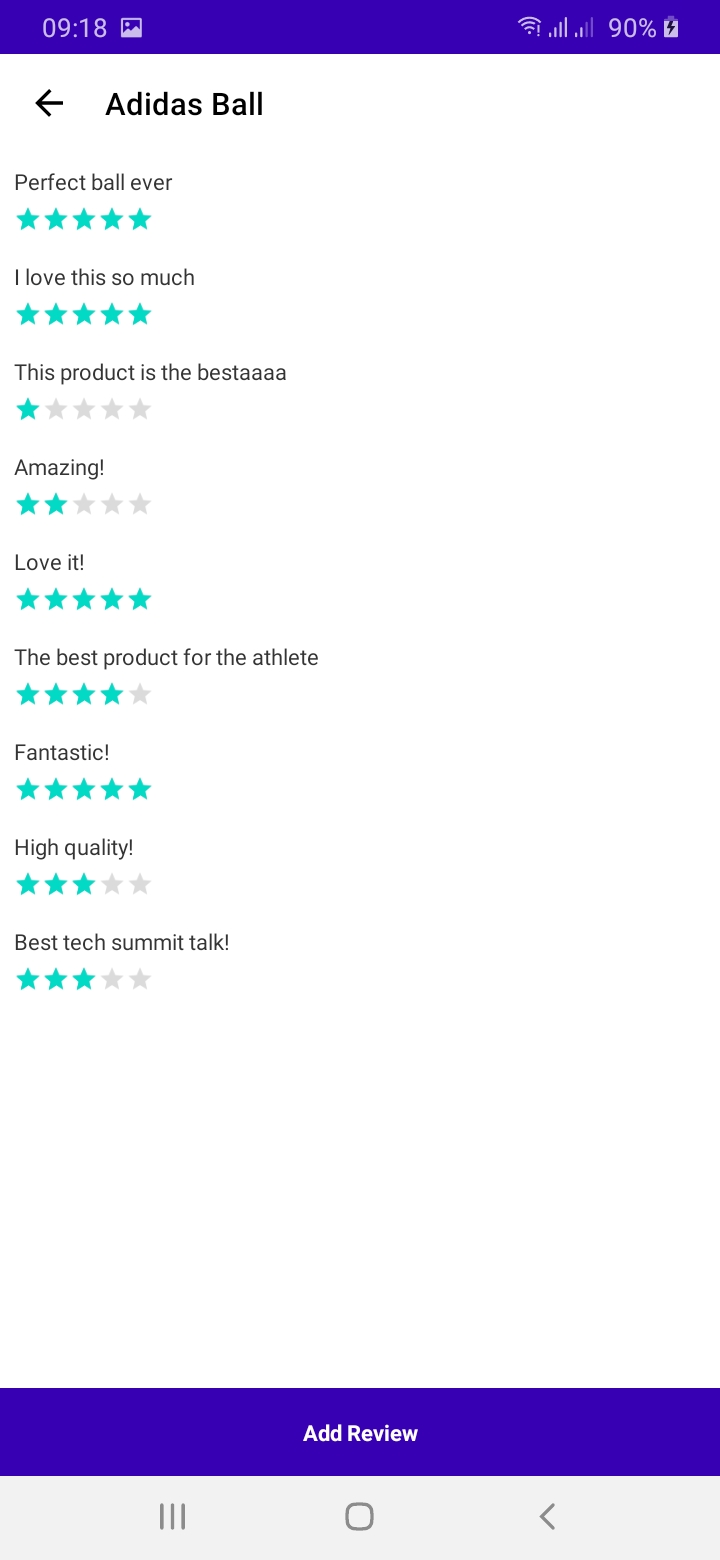 09:18
90%
Adidas Ball
Perfect ball ever
I love this so much
This product is the bestaaaa
Amazing!
Love it!
The best product for the athlete
Fantastic!
High quality!
Best tech summit talk!
Add Review